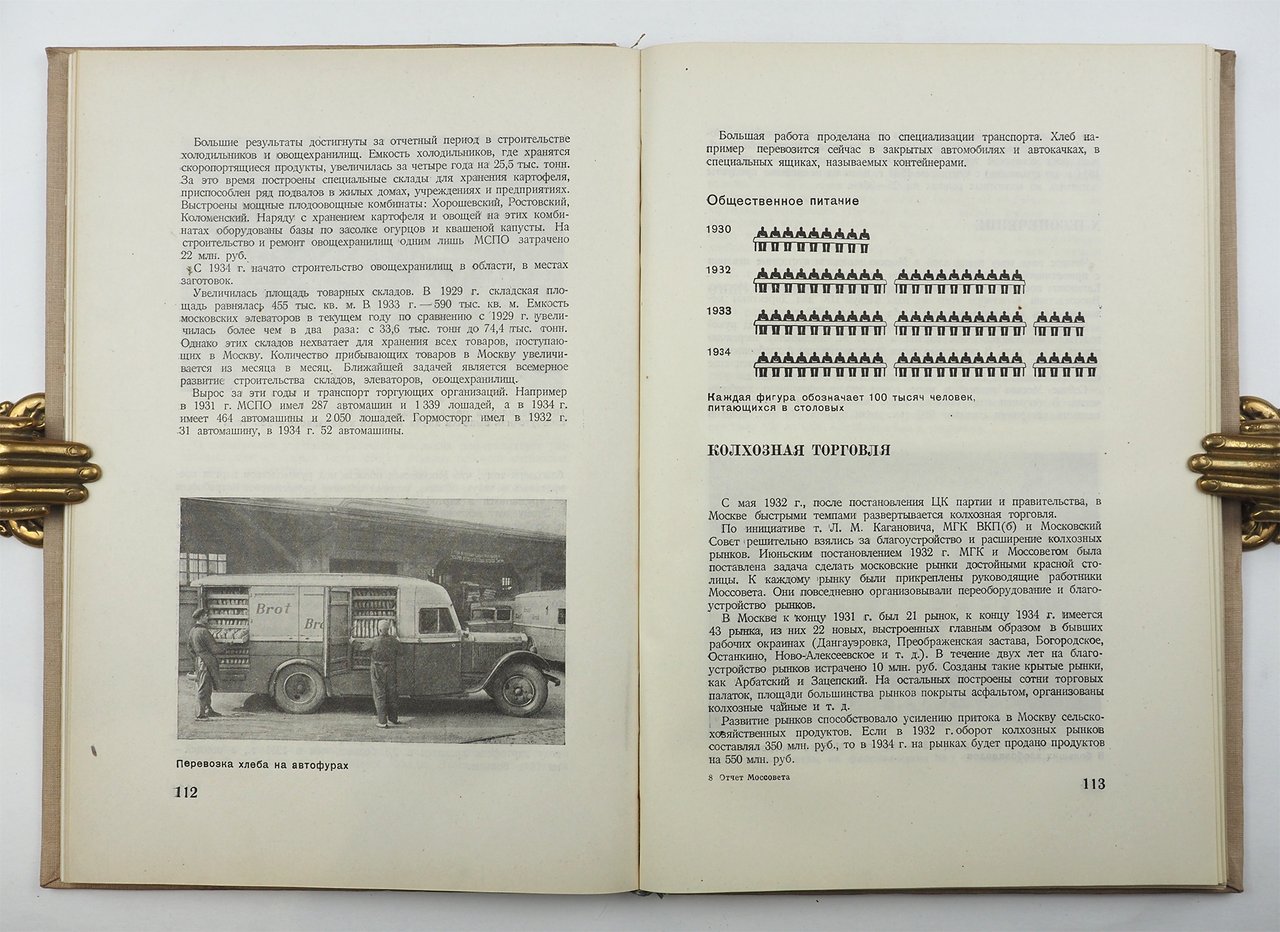 Большие результаты достигнуты за отчетный период в строительстве
холодильников и овощехранилищ. Емкость холодильников, где хранятся
скоропортящиеся продукты, увеличилась за четыре года на 25,5 тыс. тонн.
За это время построены специальные склады для хранения картофеля,
приспособлен ряд подвалов в жилых домах, учреждениях и предприятиях.
Выстроены мощные плодоовощные комбинаты: Хорошевский, Ростовский,
Коломенский. Наряду с хранением картофеля и овощей на этих комби-
натах оборудованы базы по засолке огурцов и квашеной капусты. На
строительство и ремонт овощехранилищ одним лишь МСПО затрачено
22 млн. руб.
С 1934 г. начато строительство овощехранилищ в области, в местах
заготовок.
Увеличилась площадь товарных складов. В 1929 г. складская пло-
щадь равнялась 455 тыс. кв. м. В 1933 г. — 590 тыс. кв. м. Емкость
московских элеваторов в текущем году по сравнению с 1929 г. увели-
чилась более чем в два раза: с 33,6 тыс. тонн до 74,4 тыс. тонн.
Однако этих складов нехватает для хранения всех товаров, поступаю-
щих в Москву. Количество прибывающих товаров в Москву увеличи-
вается из месяца в месяц. Ближайшей задачей является всемерное
развитие строительства складов, элеваторов, овощехранилищ.
Вырос за эти годы и транспорт торгующих организаций. Например
в 1931 г. МСПО имел 287 автомашин и 1 339 лошадей, а в 1934 г.
имеет 464 автомашины и 2 050 лошадей. Гормосторг имел в 1932 г.
31 автомашину, в 1934 г. 52 автомашины.
Brot
Bro
Перевозка хлеба на автофурах
112
Большая работа проделана по специализации транспорта. Хлеб на-
пример перевозится сейчас в закрытых автомобилях и автокачках, в
специальных ящиках, называемых контейнерами.
Общественное питание
1930
1932
1933
1934
Каждая фигура обозначает 100 тысяч человек,
питающихся в столовых
КОЛХОЗНАЯ ТОРГОВЛЯ
С мая 1932 г., после постановления ЦК партии и правительства, в
Москве быстрыми темпами развертывается колхозная торговля.
По инициативе т. Л. М. Кагановича, МГК ВКП(б) и Московский
Совет решительно взялись за благоустройство и расширение колхозных
рынков. Июньским постановлением 1932 г. МГК и Моссоветом была
поставлена задача сделать московские рынки достойными красной сто-
лицы. К каждому рынку были прикреплены руководящие работники
Моссовета. Они повседневно организовывали переоборудование и благо-
устройство рынков.
В Москве к концу 1931 г. был 21 рынок, к концу 1934 г. имеется
43 рынка, из них 22 новых, выстроенных главным образом в бывших
рабочих окраинах (Дангауэровка, Преображенская застава, Богородское,
Останкино, Ново-Алексеевское и т. д.). В течение двух лет на благо-
устройство рынков истрачено 10 млн. руб. Созданы такие крытые рынки,
как Арбатский и Зацепский. На остальных построены сотни торговых
палаток, площади большинства рынков покрыты асфальтом, организованы
колхозные чайные и т. д.
Развитие рынков способствовало усилению притока в Москву сельско-
хозяйственных продуктов. Если в 1932 г. оборот колхозных рынков
составлял 350 млн. руб., то в 1934 г. на рынках будет продано продуктов
на 550 млн. руб.
8 Отчет Моссовета
113